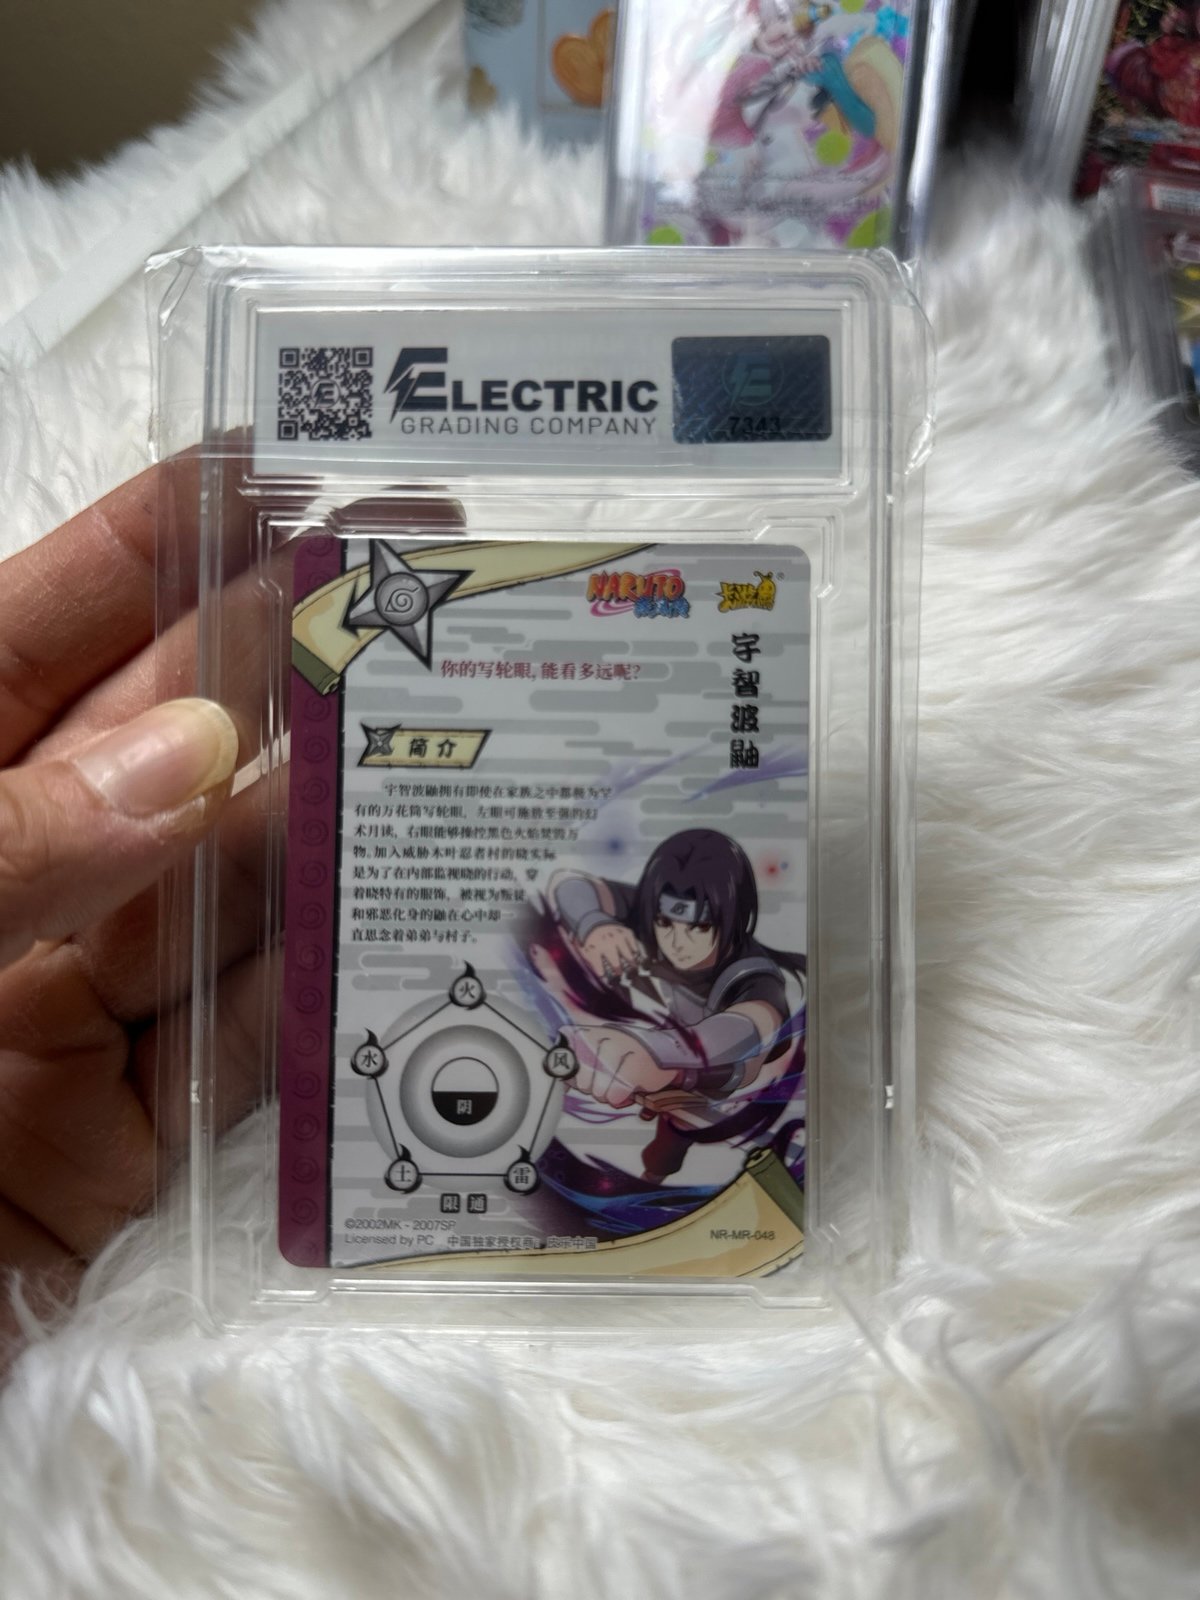 ELECTRIC
GRADING COMPANY
7343
NARUTO
卡游
®
宇智波鼬
你的写轮眼,能看多远呢?
简介
宇智波鼬拥有即使在家族之中都极为罕
有的万花筒写轮眼，左眼可施放至强的幻
术月读，右眼能够操控黑色火焰焚毁万
物。加入威胁木叶忍者村的晓实际
是为了在内部监视晓的行动，穿
着晓特有的服饰，被视为叛徒
和邪恶化身的鼬在心中却一
直思念着弟弟与村子。
火
水
风
阴
土
雷
限 通
©2002MK - 2007SP
Licensed by PC 中国独家授权商：皮乐中国
NR-MR-048